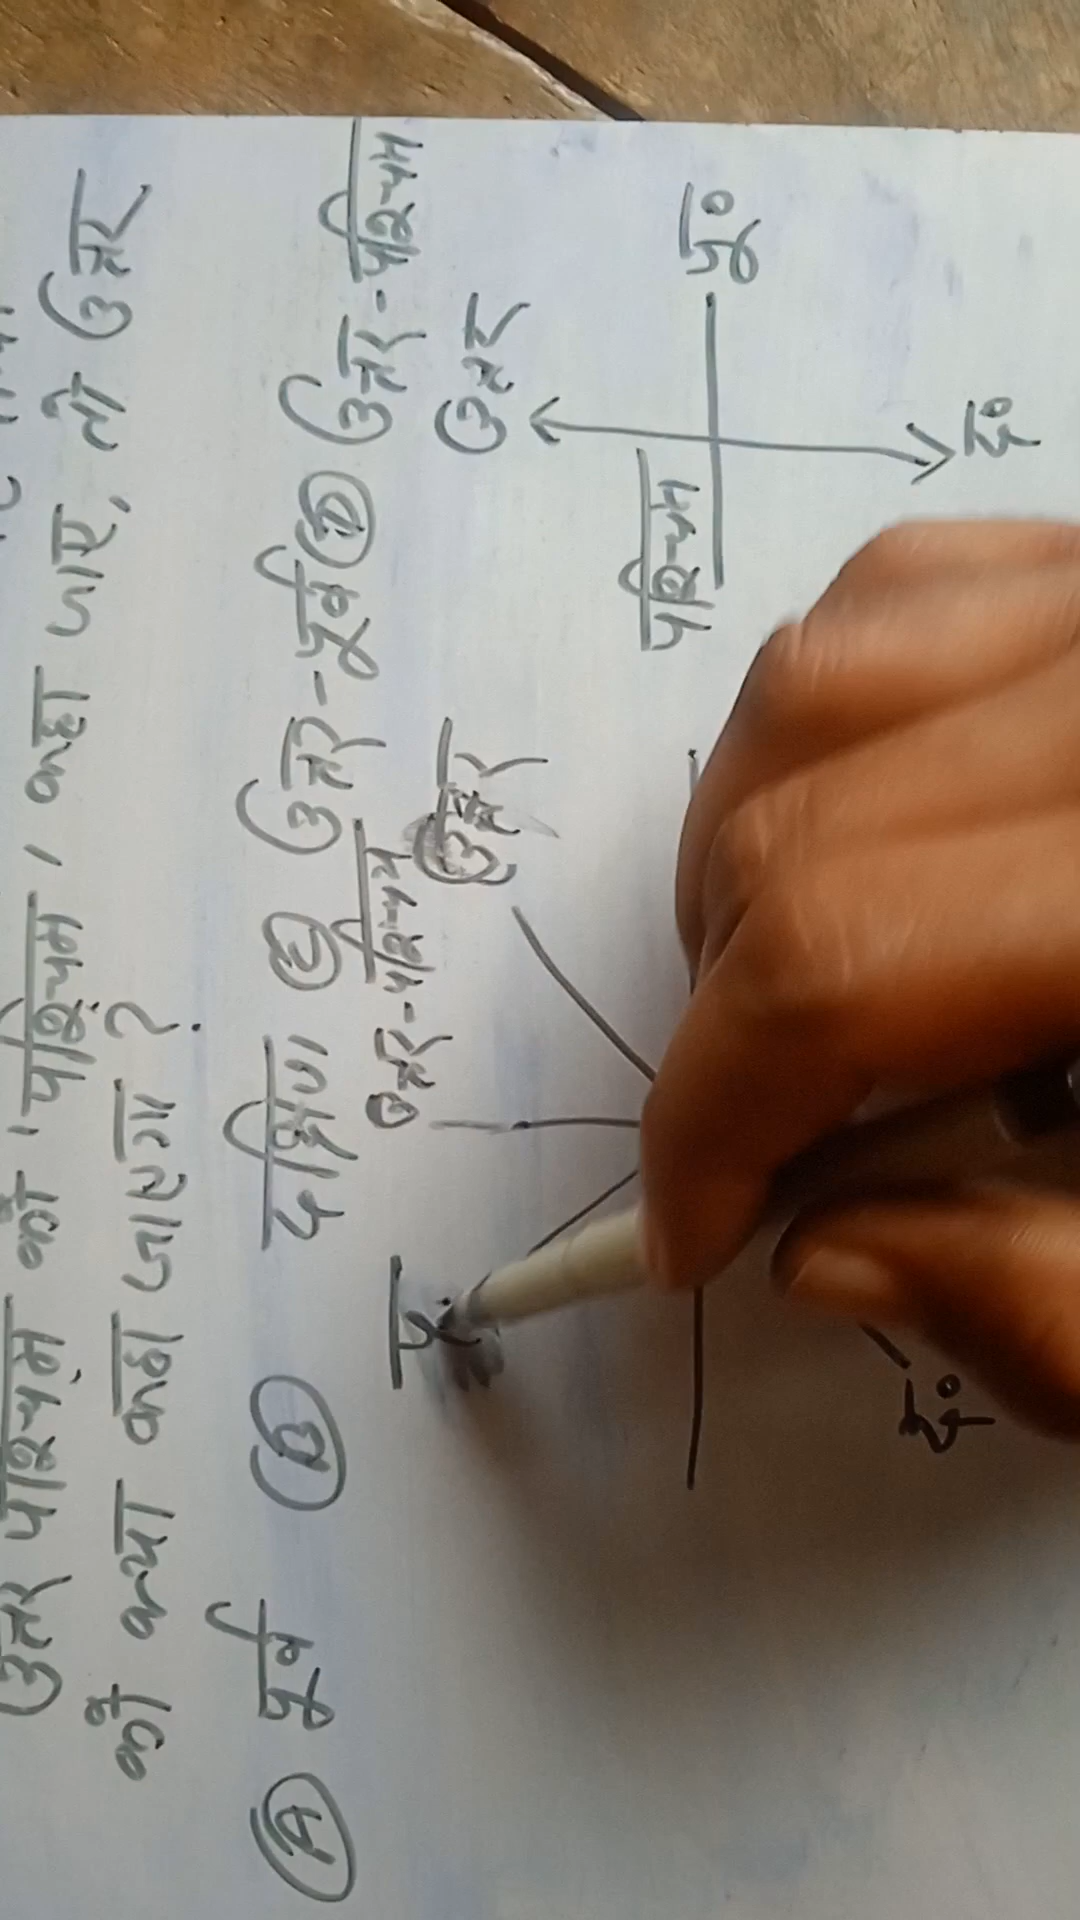 उत्तर पश्चिम को 'पश्चिम', कहा जाए, तो उत्तर
को क्या कहा जाएगा ?
(A) पूर्व (B) दक्षिण (C) उत्तर-पूर्व (D) उत्तर-पश्चिम
उत्तर-पश्चिम
प.
उत्तर
द०
उत्तर
पश्चिम
पू०
द०